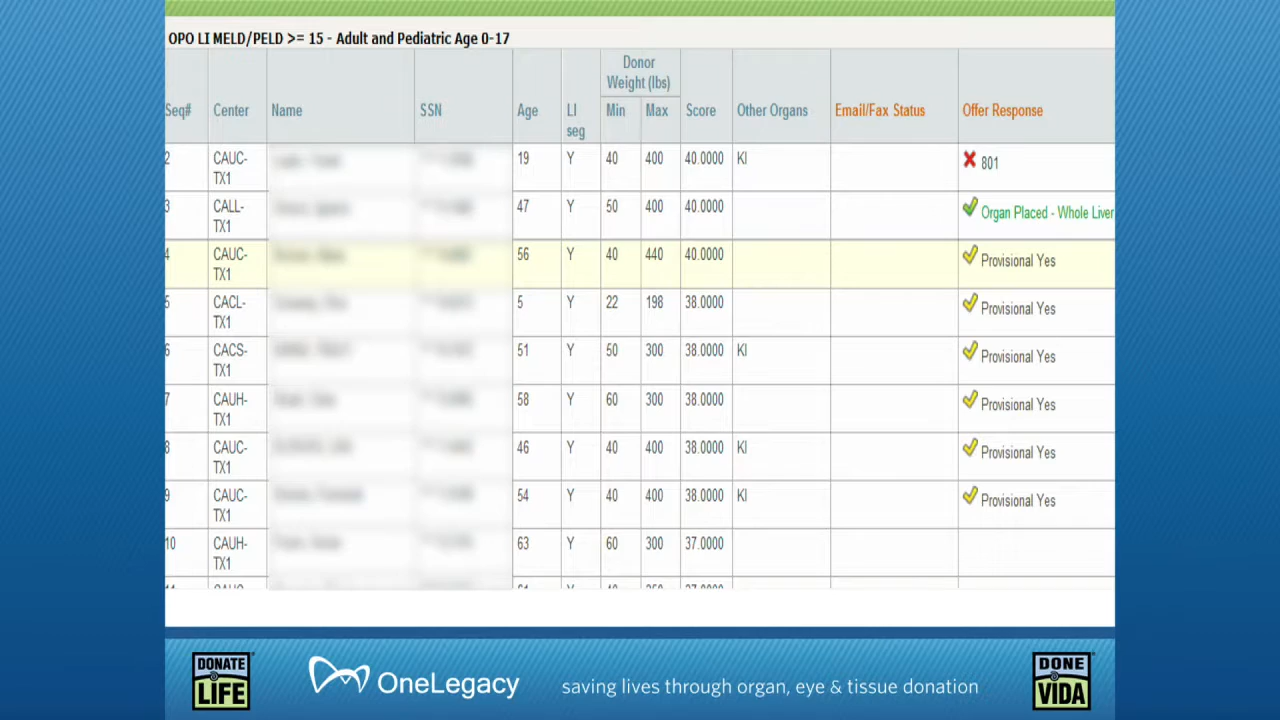 OPO LI MELD/PELD >= 15 - Adult and Pediatric Age 0-17
Donor
Weight (lbs)
Seq# Center Name SSN Age LI seg Min Max Score Other Organs Email/Fax Status Offer Response
2 CAUC-TX1 19 Y 40 400 40.0000 KI 801
3 CALL-TX1 47 Y 50 400 40.0000 Organ Placed - Whole Liver
4 CAUC-TX1 56 Y 40 440 40.0000 Provisional Yes
5 CACL-TX1 5 Y 22 198 38.0000 Provisional Yes
6 CACS-TX1 51 Y 50 300 38.0000 KI Provisional Yes
7 CAUH-TX1 58 Y 60 300 38.0000 Provisional Yes
8 CAUC-TX1 46 Y 40 400 38.0000 KI Provisional Yes
9 CAUC-TX1 54 Y 40 400 38.0000 KI Provisional Yes
10 CAUH-TX1 63 Y 60 300 37.0000
DONATE
LIFE
OneLegacy
saving lives through organ, eye & tissue donation
DONE
VIDA